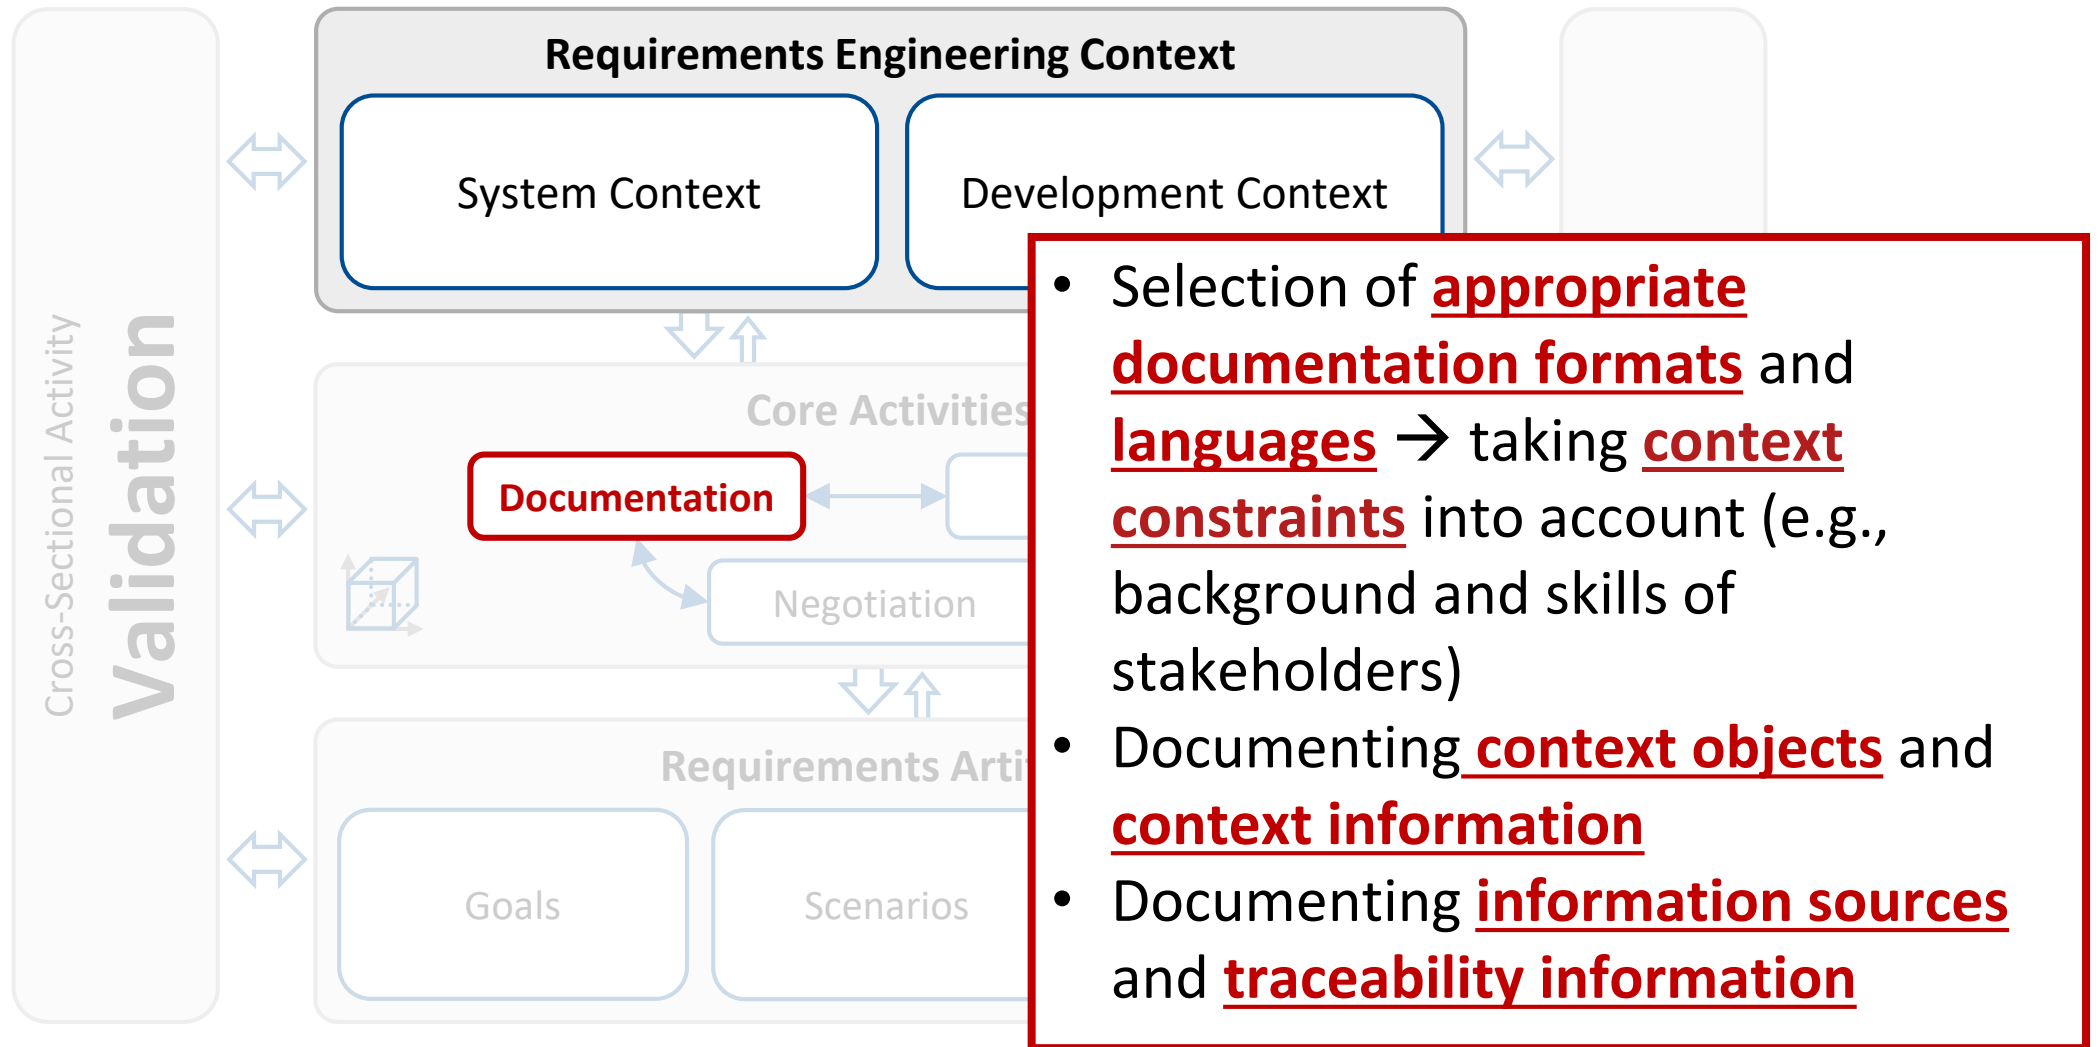 Cross-Sectional Activity
Validation
Requirements Engineering Context
System Context
Development Context
Core Activities
Documentation
Negotiation
Requirements Arti
Goals
Scenarios
• Selection of appropriate
documentation formats and
languages → taking context
constraints into account (e.g.,
background and skills of
stakeholders)
• Documenting context objects and
context information
• Documenting information sources
and traceability information